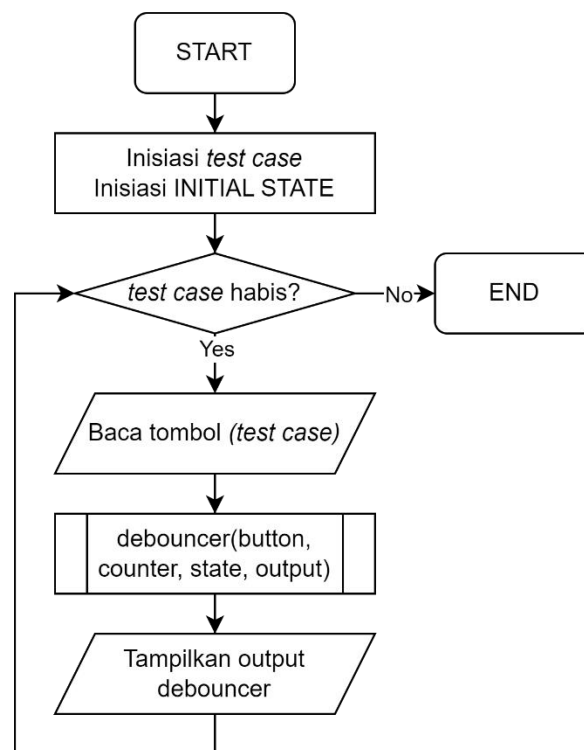 START
Inisiasi test case
Inisiasi INITIAL STATE
test case habis?
No
END
Yes
Baca tombol (test case)
debouncer(button,
counter, state, output)
Tampilkan output
debouncer